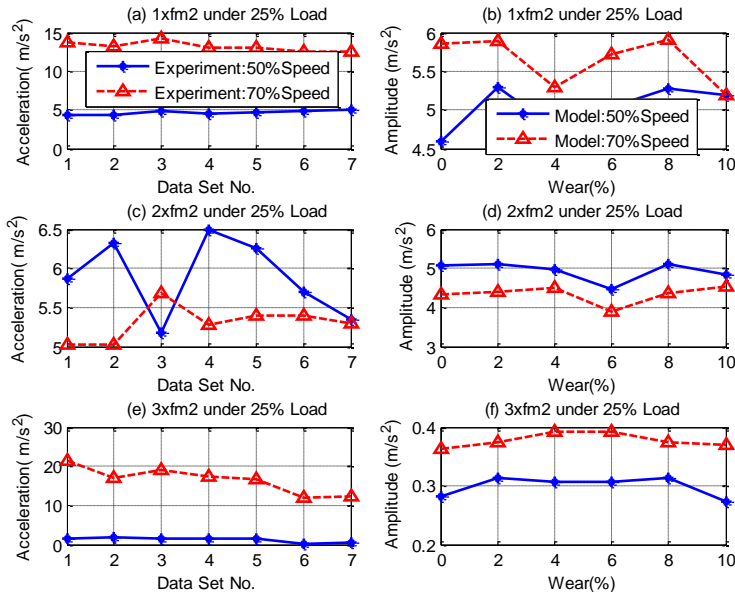 (a) 1xfm2 under 25% Load
Acceleration( m/s²)
15
10
5
0
Experiment:50%Speed
Experiment:70%Speed
1 2 3 4 5 6 7
Data Set No.
(b) 1xfm2 under 25% Load
Amplitude (m/s²)
6
5.5
5
4.5
Model:50%Speed
Model:70%Speed
0 2 4 6 8 10
Wear(%)
(c) 2xfm2 under 25% Load
Acceleration( m/s²)
6.5
6
5.5
5
1 2 3 4 5 6 7
Data Set No.
(d) 2xfm2 under 25% Load
Amplitude (m/s²)
6
5
4
3
0 2 4 6 8 10
Wear(%)
(e) 3xfm2 under 25% Load
Acceleration( m/s²)
30
20
10
0
1 2 3 4 5 6 7
Data Set No.
(f) 3xfm2 under 25% Load
Amplitude (m/s²)
0.4
0.3
0.2
0 2 4 6 8 10
Wear(%)